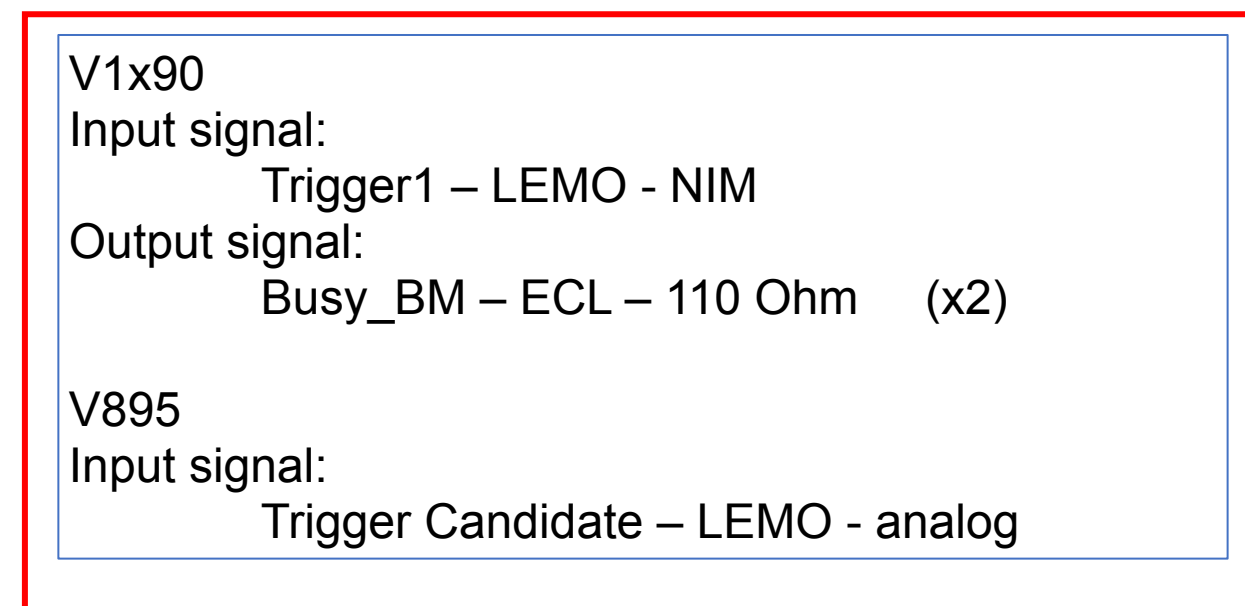 V1x90
Input signal:
Trigger1 – LEMO - NIM
Output signal:
Busy_BM – ECL – 110 Ohm (x2)
V895
Input signal:
Trigger Candidate – LEMO - analog